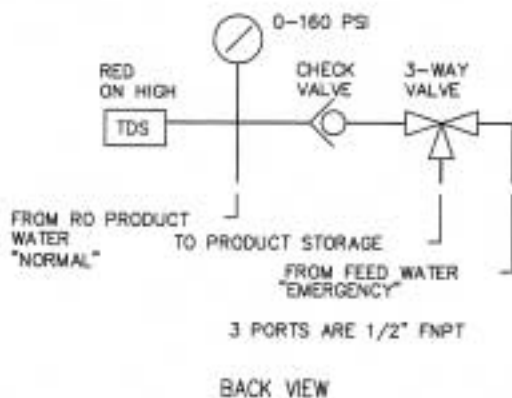 0-160 PSI
RED
ON HIGH
CHECK
VALVE
3-WAY
VALVE
TDS
FROM RO PRODUCT
WATER
"NORMAL"
TO PRODUCT STORAGE
FROM FEED WATER
"EMERGENCY"
3 PORTS ARE 1/2" FNPT
BACK VIEW